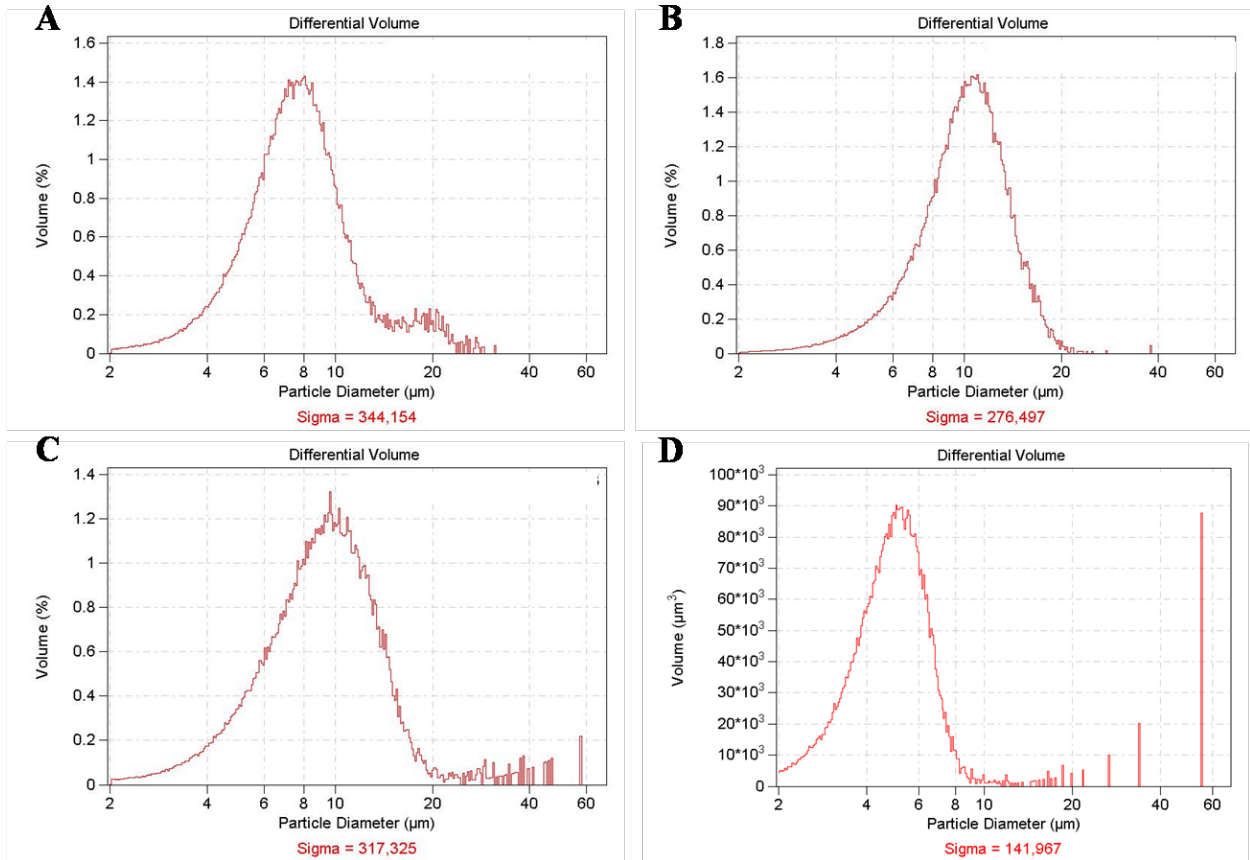 A
Differential Volume
1.6
1.4
1.2
1
0.8
0.6
0.4
0.2
0
Volume (%)
2 4 6 8 10 20 40 60
Particle Diameter (µm)
Sigma = 344,154
B
Differential Volume
1.8
1.6
1.4
1.2
1
0.8
0.6
0.4
0.2
0
Volume (%)
2 4 6 8 10 20 40 60
Particle Diameter (µm)
Sigma = 276,497
C
Differential Volume
1.4
1.2
1
0.8
0.6
0.4
0.2
0
Volume (%)
2 4 6 8 10 20 40 60
Particle Diameter (µm)
Sigma = 317,325
D
Differential Volume
100*10³
90*10³
80*10³
70*10³
60*10³
50*10³
40*10³
30*10³
20*10³
10*10³
0
Volume (µm³)
2 4 6 8 10 20 40 60
Particle Diameter (µm)
Sigma = 141,967